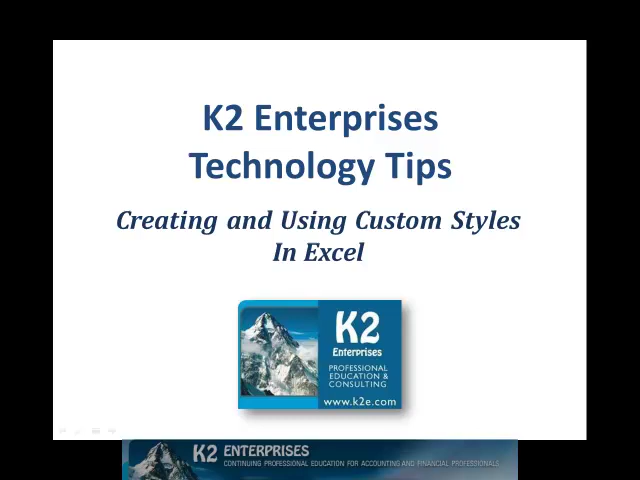 K2 Enterprises
Technology Tips
Creating and Using Custom Styles
In Excel
K2
Enterprises
PROFESSIONAL
EDUCATION &
CONSULTING
www.k2e.com
K2 ENTERPRISES
CONTINUING PROFESSIONAL EDUCATION FOR ACCOUNTING AND FINANCIAL PROFESSIONALS